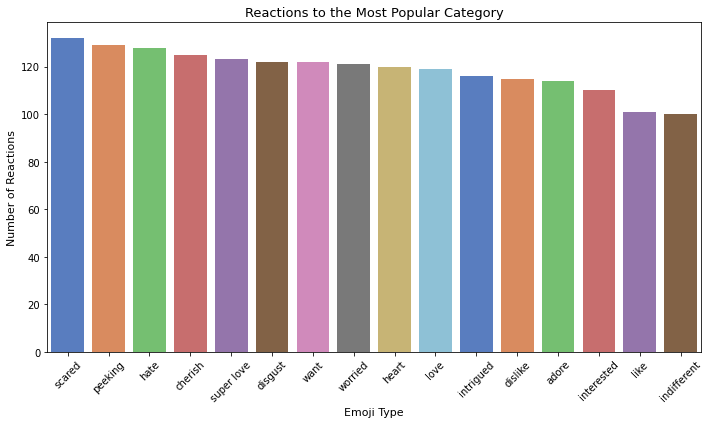 Reactions to the Most Popular Category
Number of Reactions
120
100
80
60
40
20
0
scared
peeking
hate
cherish
super love
disgust
want
worried
heart
love
intrigued
dislike
adore
interested
like
indifferent
Emoji Type